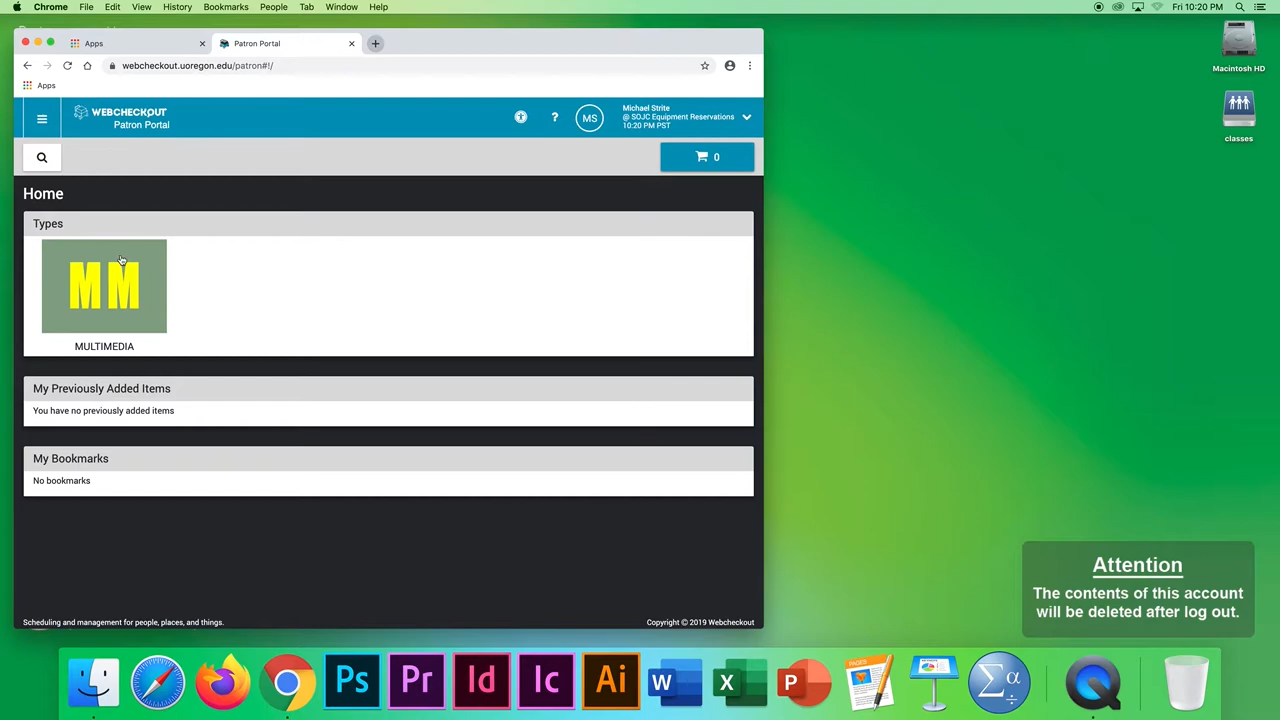 Chrome File Edit View History Bookmarks People Tab Window Help Fri 10:20 PM
Apps Patron Portal
webcheckout.uoregon.edu/patron#!/
Apps
WEBCHECKOUT
Patron Portal
? MS
Michael Strite
@ SOJC Equipment Reservations
10:20 PM PST
0
Home
Types
MM
MULTIMEDIA
My Previously Added Items
You have no previously added items
My Bookmarks
No bookmarks
Scheduling and management for people, places, and things. Copyright © 2019 Webcheckout
Macintosh HD
classes
Attention
The contents of this account
will be deleted after log out.
Ps Pr Id Ic Ai W X P PAGES KEYNOTE Σ α ÷